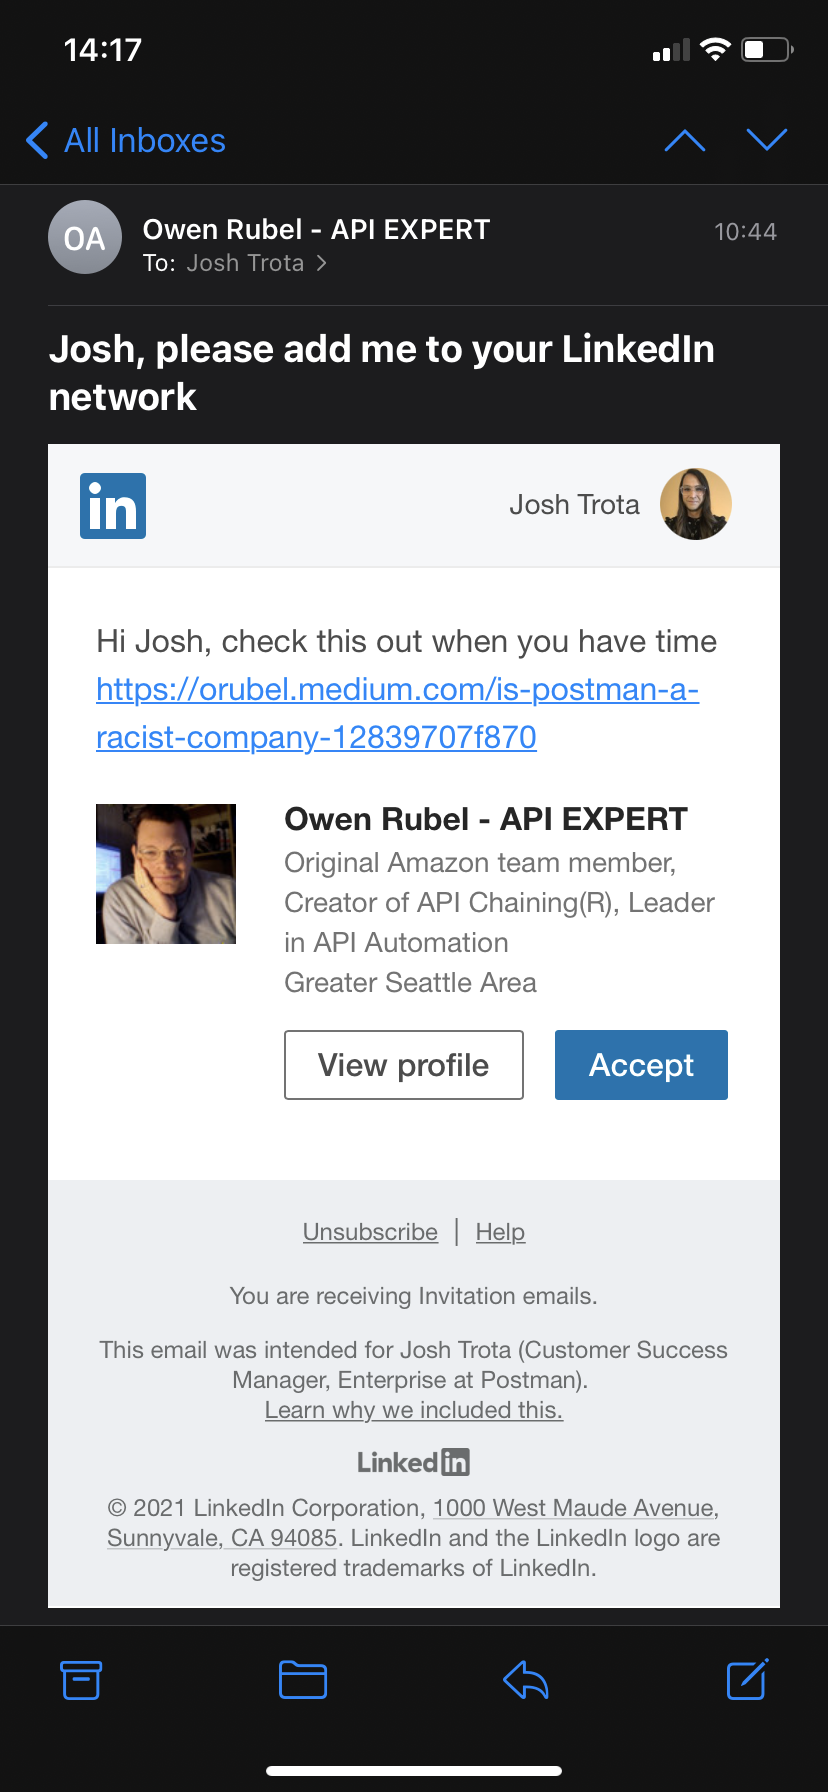 14:17
All Inboxes
OA
Owen Rubel - API EXPERT
10:44
To: Josh Trota
Josh, please add me to your LinkedIn
network
in
Josh Trota
Hi Josh, check this out when you have time
https://orubel.medium.com/is-postman-a-
racist-company-12839707f870
Owen Rubel - API EXPERT
Original Amazon team member,
Creator of API Chaining(R), Leader
in API Automation
Greater Seattle Area
View profile
Accept
Unsubscribe | Help
You are receiving Invitation emails.
This email was intended for Josh Trota (Customer Success
Manager, Enterprise at Postman).
Learn why we included this.
Linkedin
© 2021 LinkedIn Corporation, 1000 West Maude Avenue,
Sunnyvale, CA 94085. LinkedIn and the LinkedIn logo are
registered trademarks of LinkedIn.